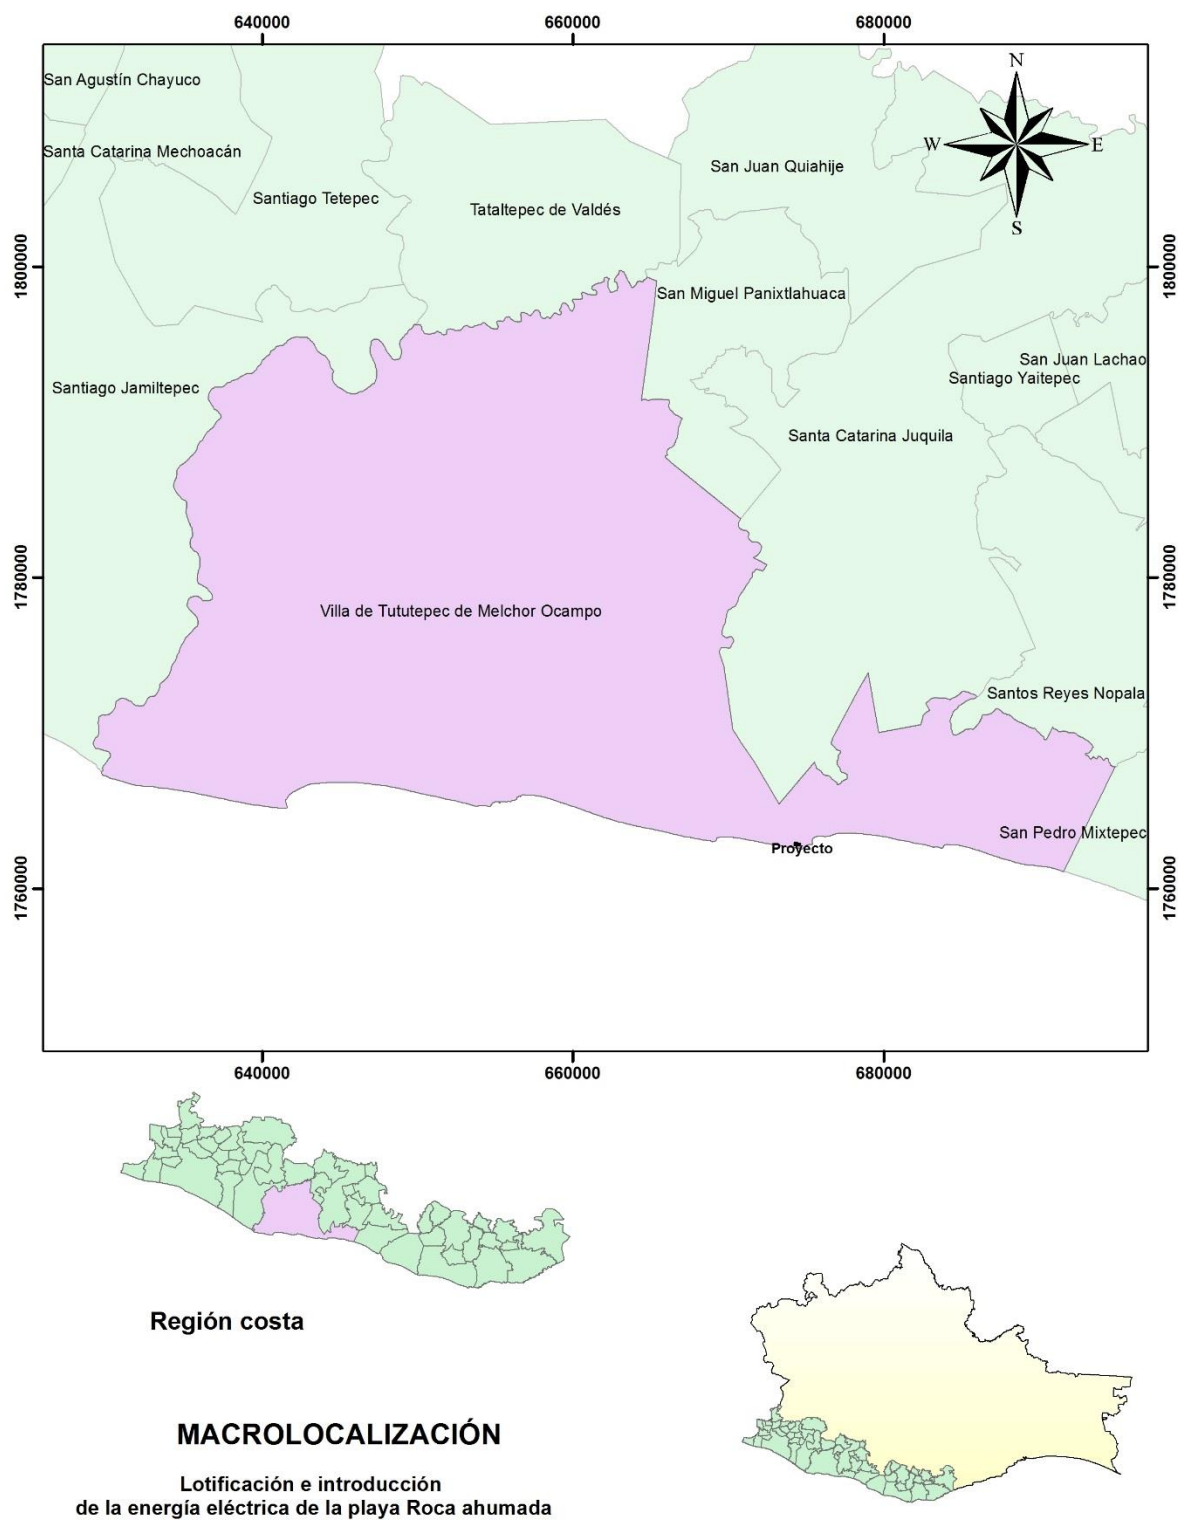 640000
660000
680000
San Agustín Chayuco
N
Santa Catarina Mechoacán
W
E
San Juan Quiahije
Santiago Tetepec
Tataltepec de Valdés
S
1800000
1800000
San Miguel Panixtlahuaca
San Juan Lachao
Santiago Yaitepec
Santiago Jamiltepec
Santa Catarina Juquila
1780000
1780000
Villa de Tututepec de Melchor Ocampo
Santos Reyes Nopala
San Pedro Mixtepec
Proyecto
1760000
1760000
640000
660000
680000
Región costa
MACROLOCALIZACIÓN
Lotificación e introducción
de la energía eléctrica de la playa Roca ahumada